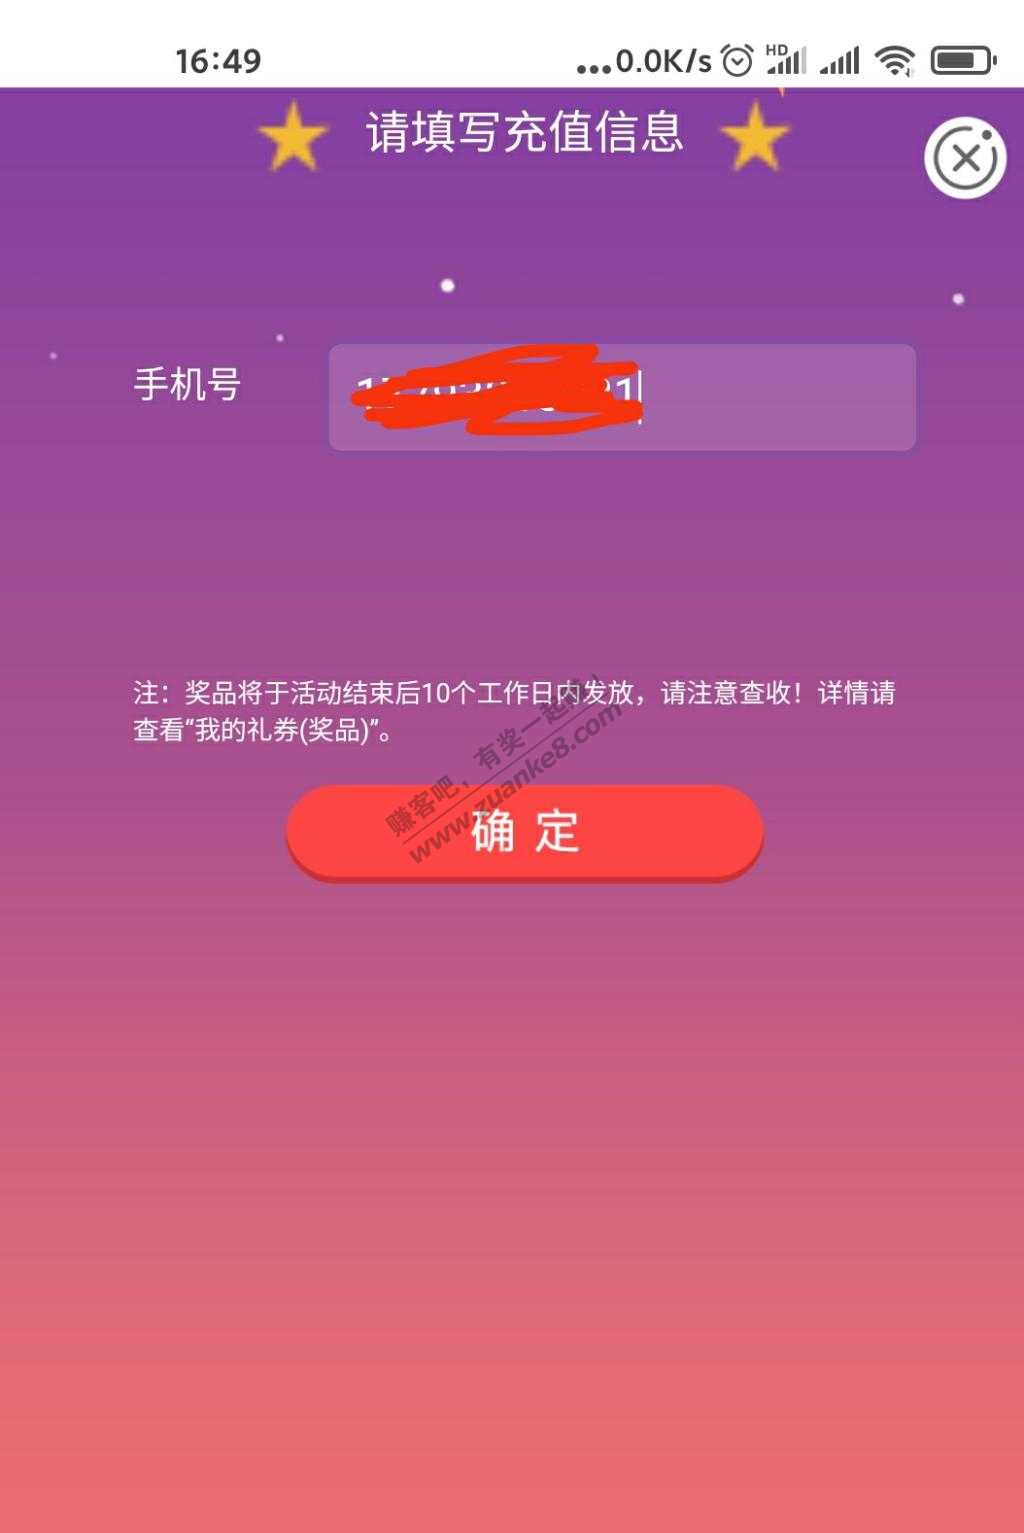 16:49
...0.0K/s HD
请填写充值信息
手机号
注：奖品将于活动结束后10个工作日内发放，请注意查收！详情请
查看“我的礼券(奖品)”。
赚客吧，有奖一起赚！
www.zuanke8.com
确 定